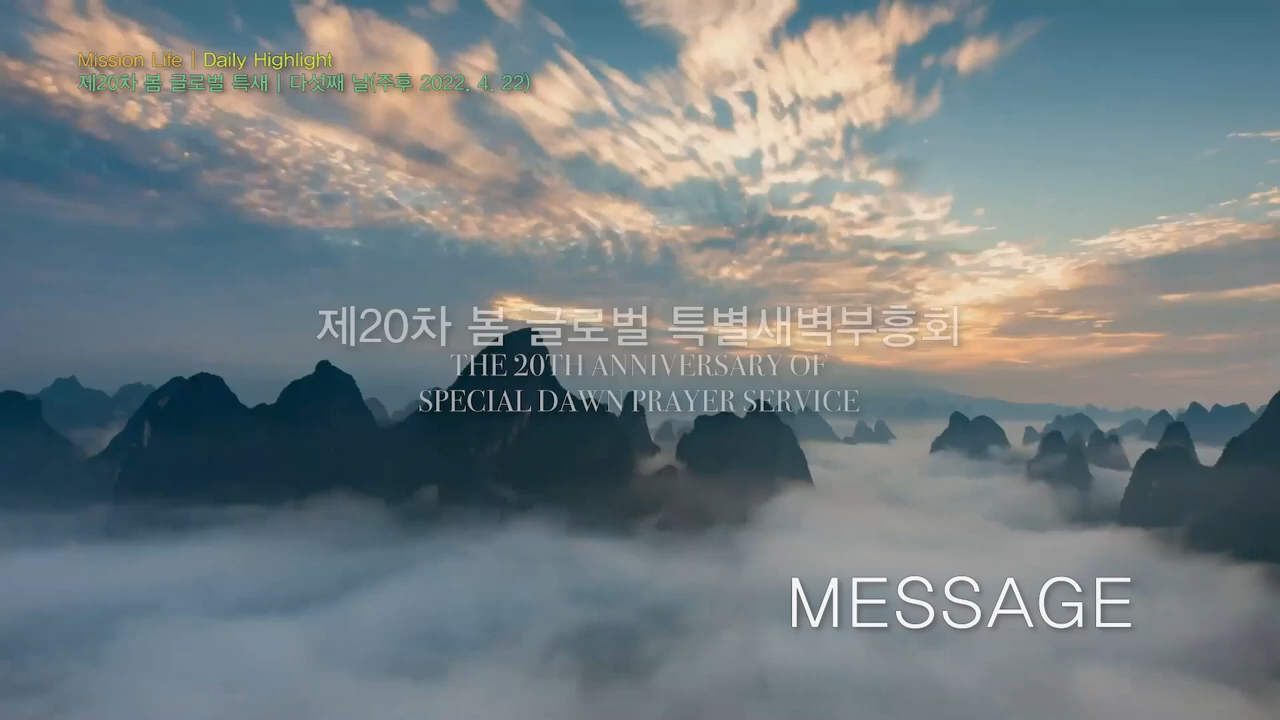 Mission Life | Daily Highlight
제20차 봄 글로벌 특새 | 다섯째 날(주후 2022. 4. 22)
제20차 봄 글로벌 특별새벽부흥회
THE 20TH ANNIVERSARY OF
SPECIAL DAWN PRAYER SERVICE
MESSAGE